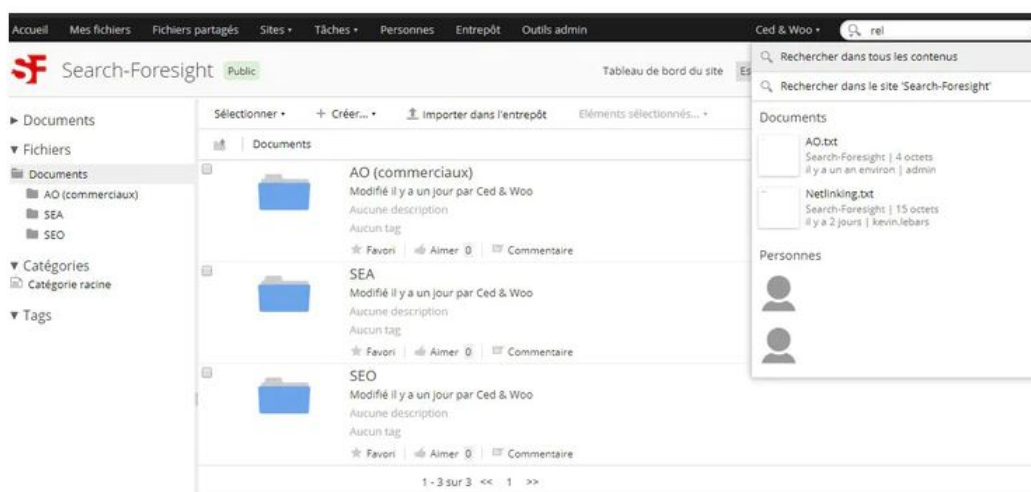 Accueil Mes fichiers Fichiers partagés Sites Tâches Personnes Entrepôt Outils admin Ced & Woo rel
SF Search-Foresight Public Tableau de bord du site Es
Rechercher dans tous les contenus
Rechercher dans le site 'Search-Foresight'
Documents
AO.txt
Search-Foresight | 4 octets
il y a un an environ | admin
Netlinking.txt
Search-Foresight | 15 octets
il y a 2 jours | kevin.lebars
Personnes
Documents
Fichiers
Documents
AO (commerciaux)
SEA
SEO
Catégories
Catégorie racine
Tags
Sélectionner + Créer... Importer dans l'entrepôt Eléments sélectionnés...
Documents
AO (commerciaux)
Modifié il y a un jour par Ced & Woo
Aucune description
Aucun tag
Favori Aimer 0 Commentaire
SEA
Modifié il y a un jour par Ced & Woo
Aucune description
Aucun tag
Favori Aimer 0 Commentaire
SEO
Modifié il y a un jour par Ced & Woo
Aucune description
Aucun tag
Favori Aimer 0 Commentaire
1 - 3 sur 3 << 1 >>